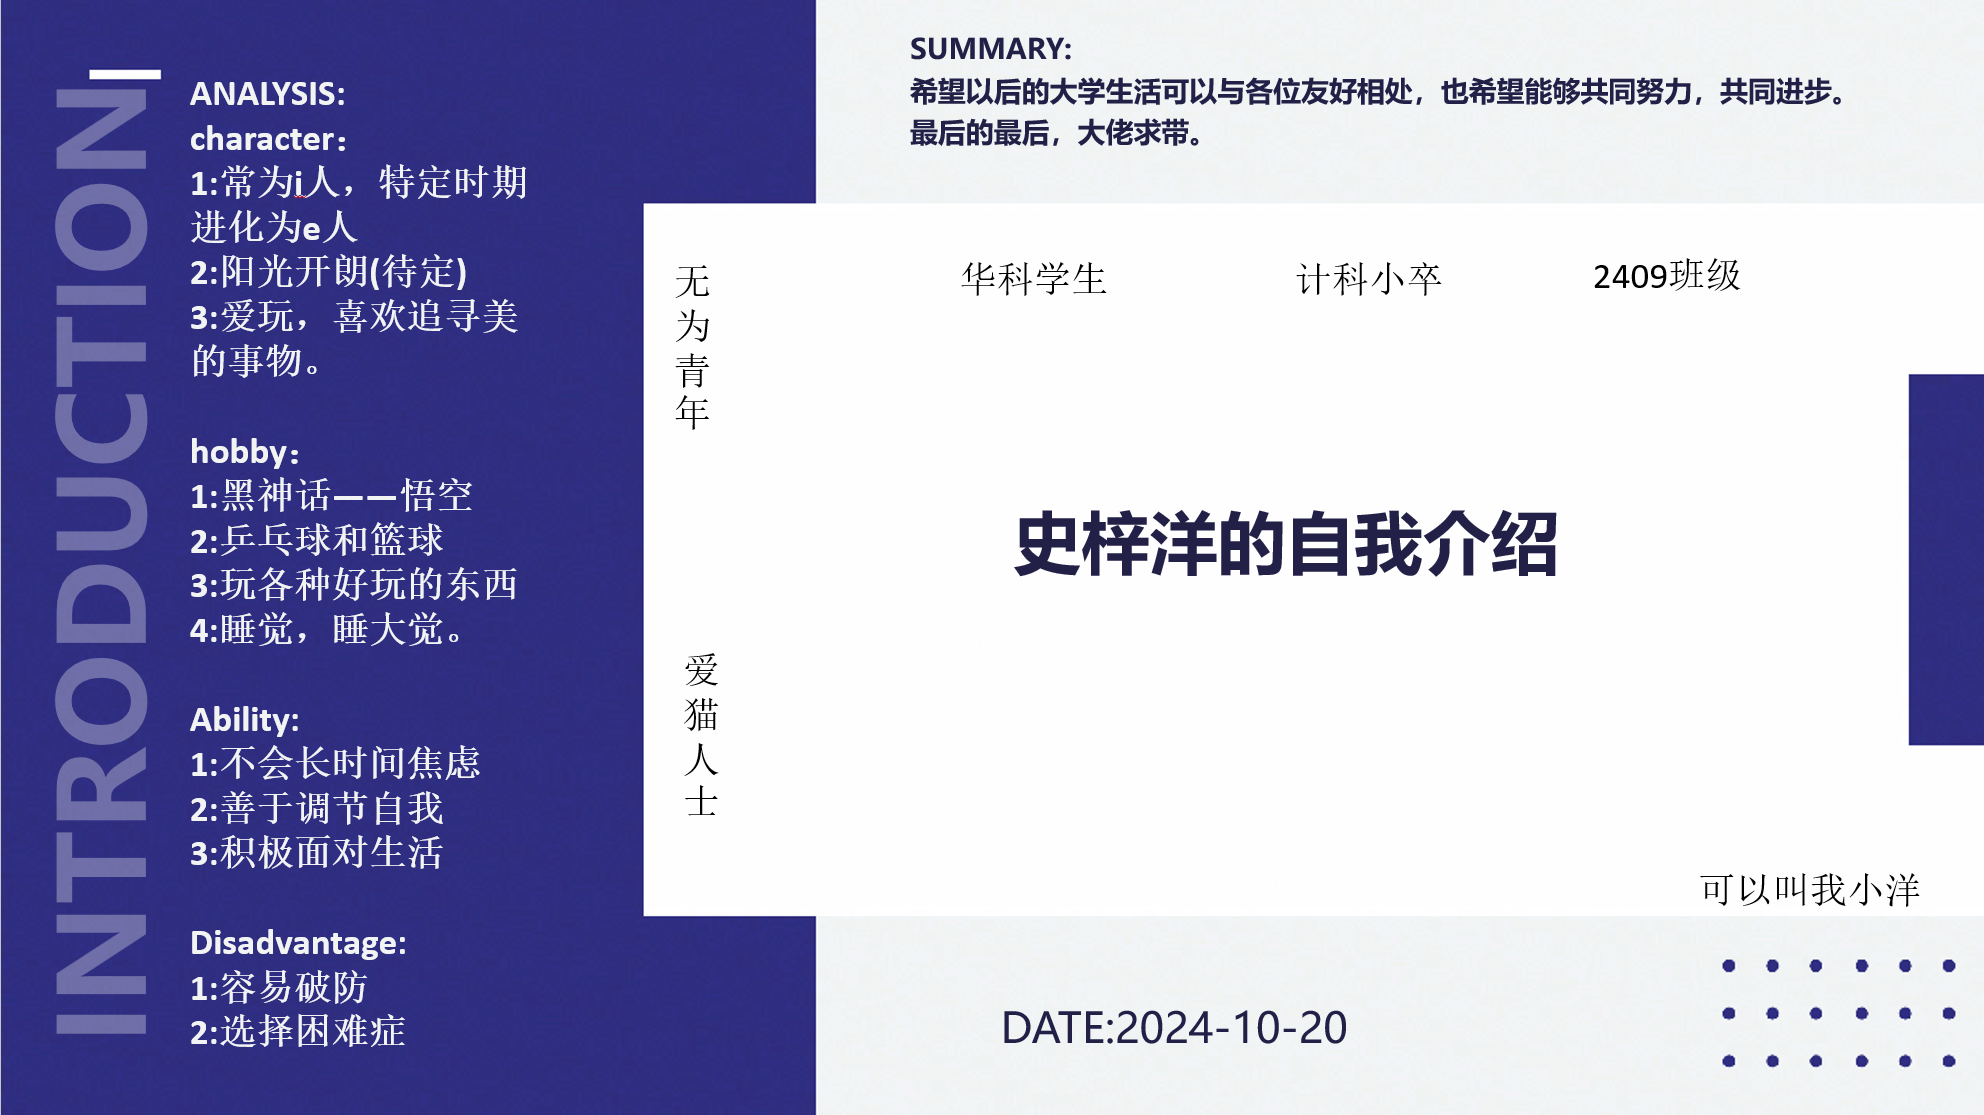 INTRODUCTION
ANALYSIS:
character：
1:常为i人，特定时期
进化为e人
2:阳光开朗(待定)
3:爱玩，喜欢追寻美
的事物。
hobby：
1:黑神话——悟空
2:乒乓球和篮球
3:玩各种好玩的东西
4:睡觉，睡大觉。
Ability:
1:不会长时间焦虑
2:善于调节自我
3:积极面对生活
Disadvantage:
1:容易破防
2:选择困难症
SUMMARY:
希望以后的大学生活可以与各位友好相处，也希望能够共同努力，共同进步。
最后的最后，大佬求带。
无为青年
华科学生
计科小卒
2409班级
史梓洋的自我介绍
爱猫人士
可以叫我小洋
DATE:2024-10-20